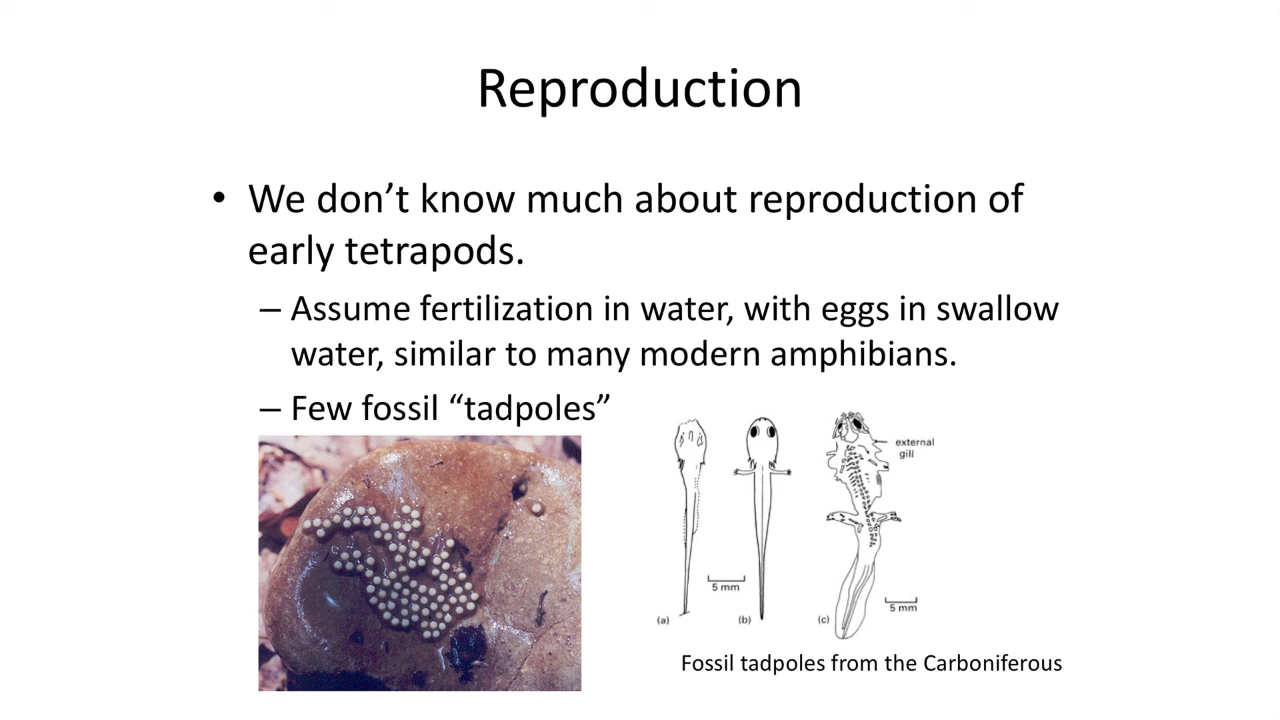 Reproduction
• We don’t know much about reproduction of
early tetrapods.
– Assume fertilization in water, with eggs in swallow
water, similar to many modern amphibians.
– Few fossil “tadpoles”
external
gill
5 mm
5 mm
(a)
(b)
(c)
Fossil tadpoles from the Carboniferous